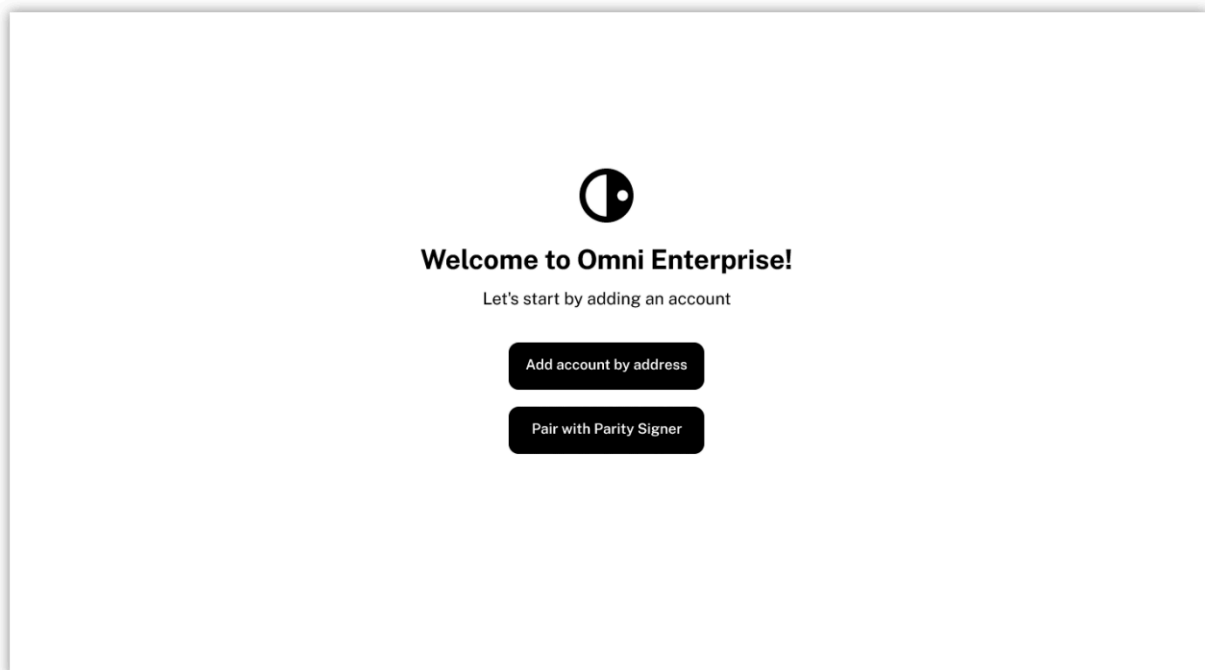 Welcome to Omni Enterprise!
Let's start by adding an account
Add account by address
Pair with Parity Signer